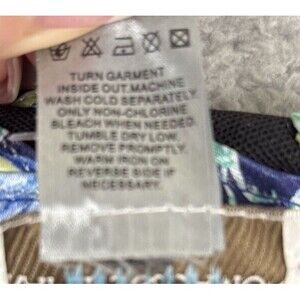 TURN GARMENT
INSIDE OUT.MACHINE
WASH COLD SEPARATELY
ONLY NON-CHLORINE
BLEACH WHEN NEEDED
TUMBLE DRY LOW.
REMOVE PROMPTLY.
WARM IRON ON
REVERSE SIDE IF
NECESSARY.